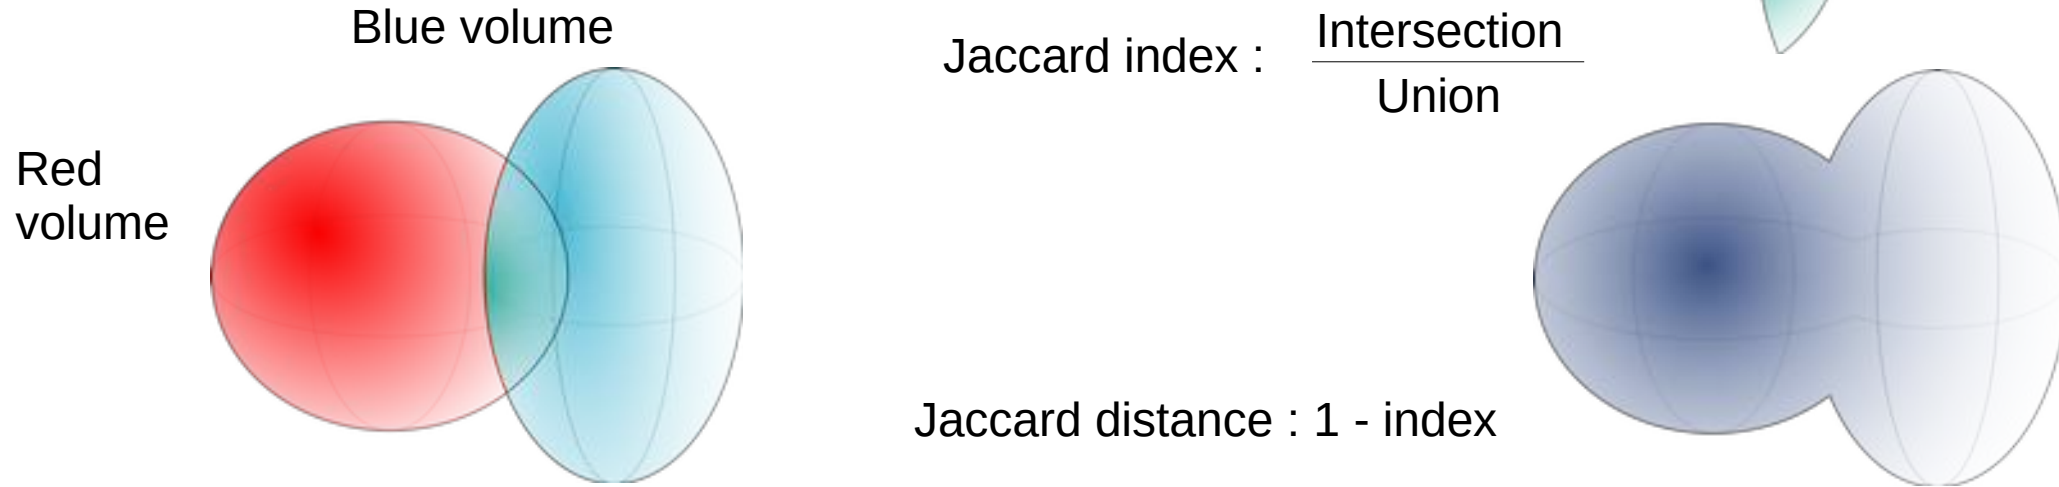 Blue volume
Red
volume
Jaccard index :
Intersection
Union
Jaccard distance : 1 - index